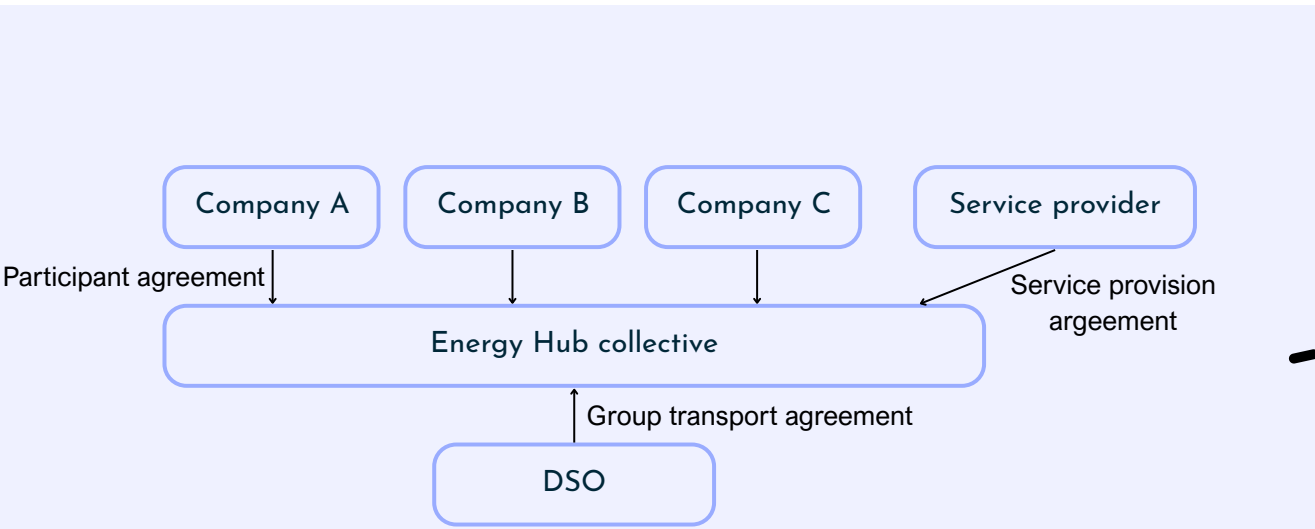 Company A
Company B
Company C
Service provider
Participant agreement
Service provision
argeement
Energy Hub collective
Group transport agreement
DSO